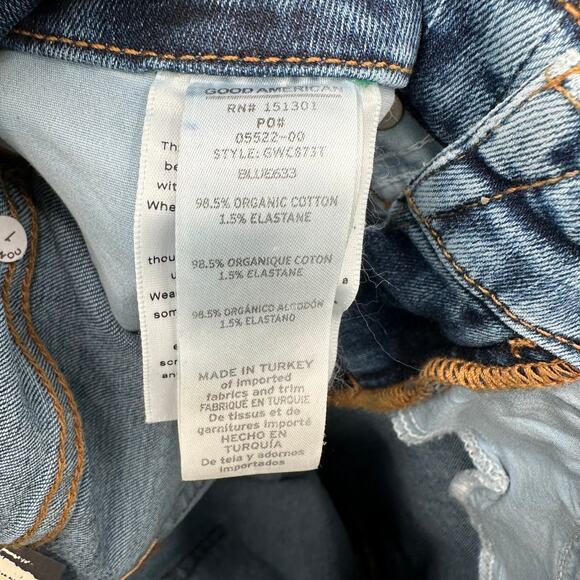 GOOD AMERICAN
RN# 151301
PO#
05522-00
STYLE: GWC873T
BLUE633
98.5% ORGANIC COTTON
1.5% ELASTANE
98.5% ORGANIQUE COTON
1.5% ELASTANE
98.5% ORGÁNICO ALGODÓN
1.5% ELASTANO
MADE IN TURKEY
of imported
fabrics and trim
FABRIQUÉ EN TURQUIE
De tissus et de
garnitures importé
HECHO EN
TURQUÍA
De tela y adornos
importados